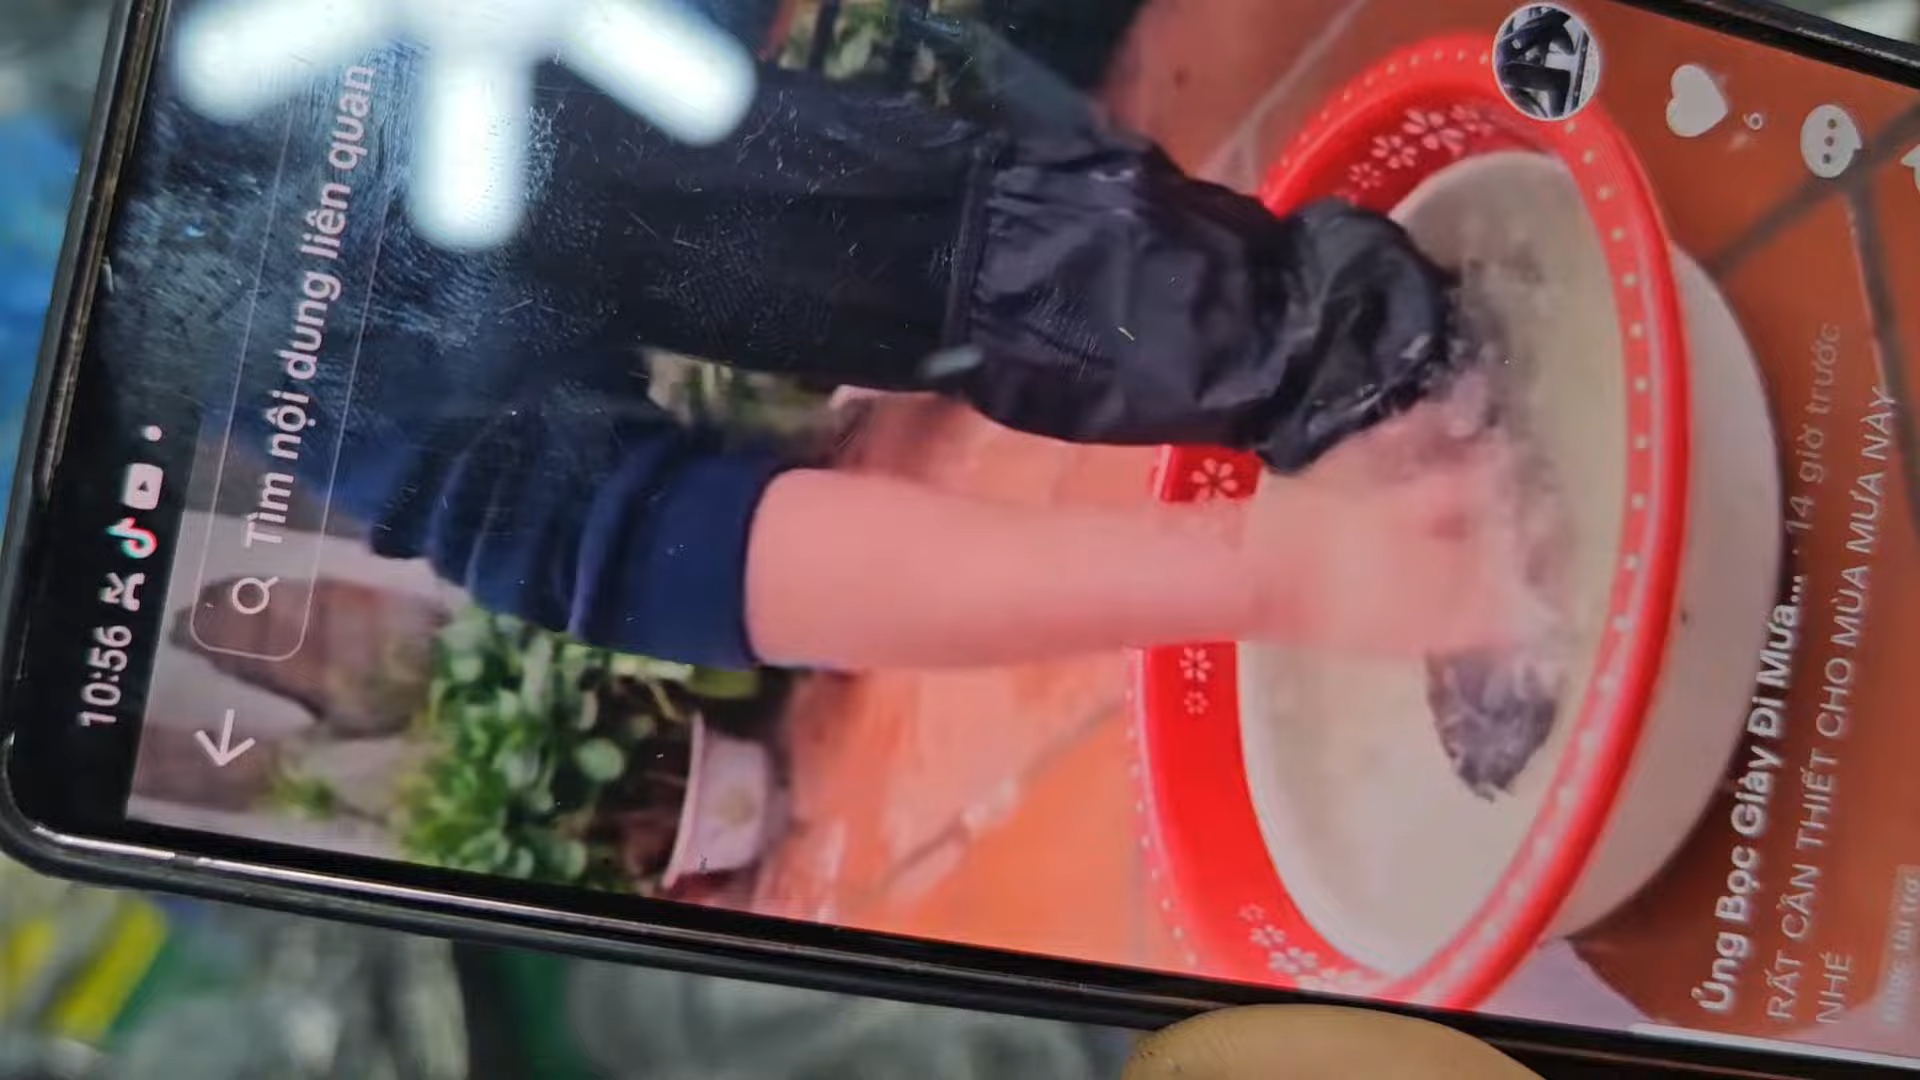 10:56
Tìm nội dung liên quan
6
Ủng Bọc Giày Đi Mưa... · 14 giờ trước
RẤT CẦN THIẾT CHO MÙA MƯA NÀY
NHÉ